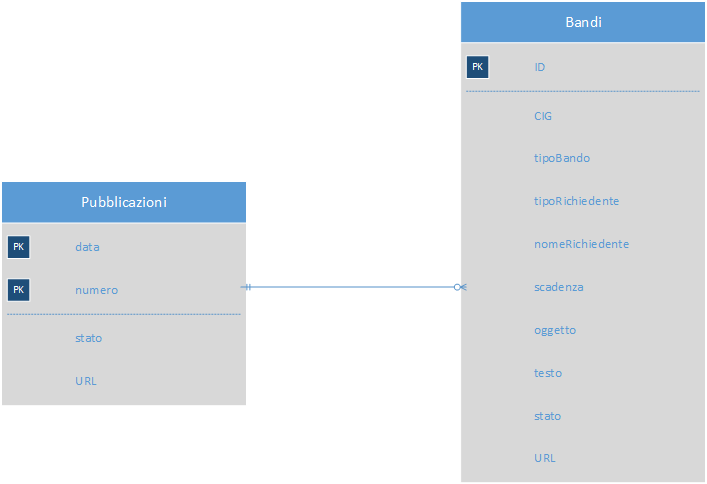 Bandi
PK ID
CIG
tipoBando
tipoRichiedente
nomeRichiedente
scadenza
oggetto
testo
stato
URL
Pubblicazioni
PK data
PK numero
stato
URL